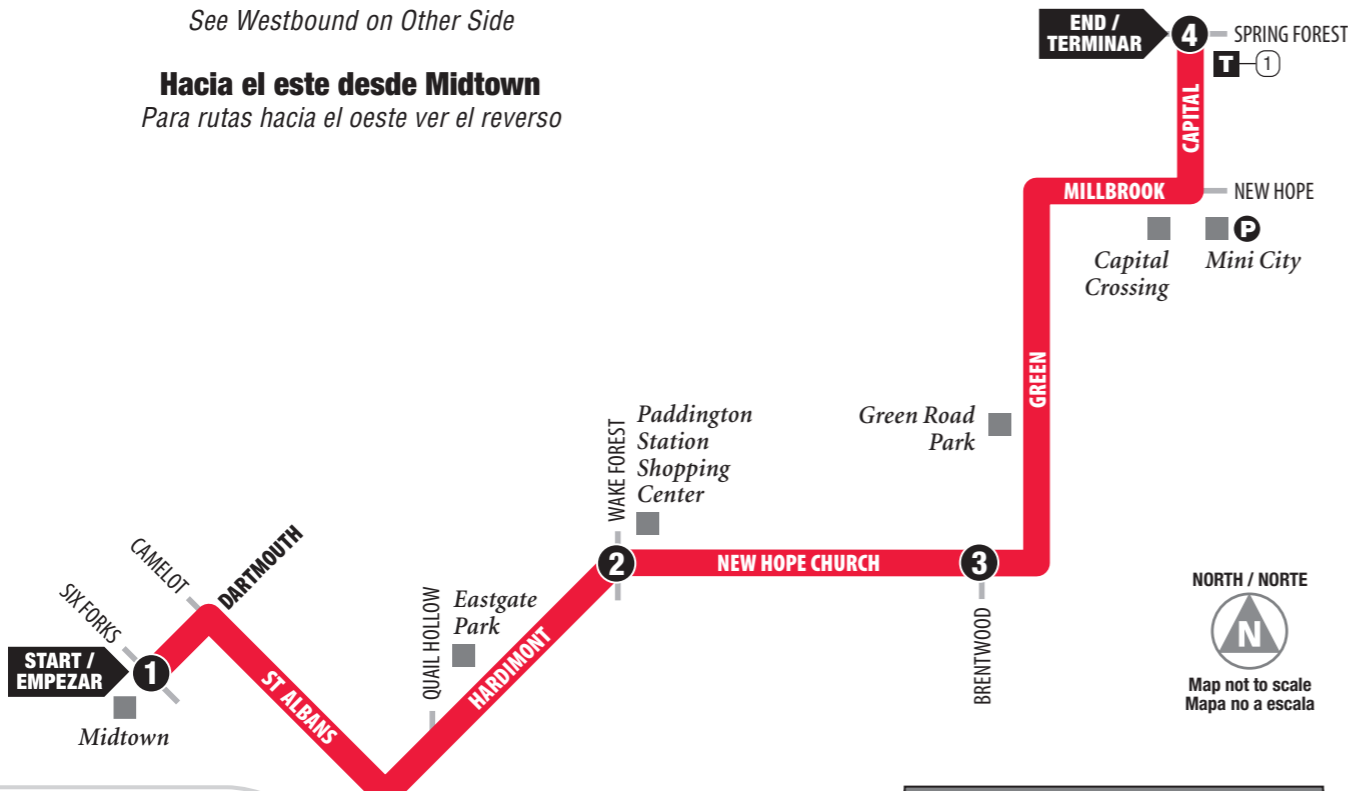 See Westbound on Other Side
Hacia el este desde Midtown
Para rutas hacia el oeste ver el reverso
END /
TERMINAR
4
SPRING FOREST
T
1
CAPITAL
MILLBROOK
NEW HOPE
Capital
Crossing
P
Mini City
GREEN
Green Road
Park
WAKE FOREST
Paddington
Station
Shopping
Center
2
NEW HOPE CHURCH
3
BRENTWOOD
CAMELOT
DARTMOUTH
SIX FORKS
START /
EMPEZAR
1
Midtown
ST ALBANS
QUAIL HOLLOW
Eastgate
Park
HARDIMONT
NORTH / NORTE
N
Map not to scale
Mapa no a escala